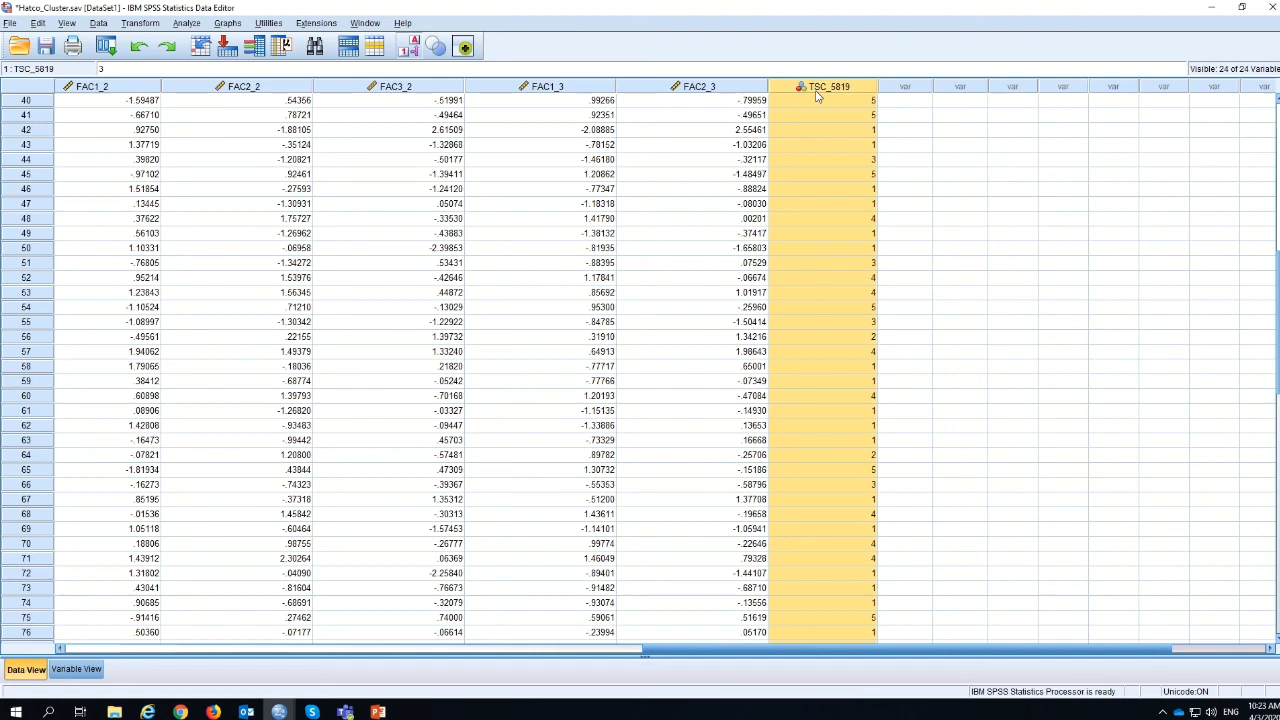 *Hatco_Cluster.sav [DataSet1] - IBM SPSS Statistics Data Editor
File Edit View Data Transform Analyze Graphs Utilities Extensions Window Help
1 : TSC_5819 3 Visible: 24 of 24 Variable
FAC1_2 FAC2_2 FAC3_2 FAC1_3 FAC2_3 TSC_5819 var var var var var var var var
40 -1.59487 .54356 -.51991 .99266 -.79959 5
41 -.66710 .78721 -.49464 .92351 -.49651 5
42 .92750 -1.88105 2.61509 -2.08885 2.55461 1
43 1.37719 -.35124 -1.32868 -.78152 -1.03206 1
44 .39820 -1.20821 -.50177 -1.46180 -.32117 3
45 -.97102 .92461 -1.39411 1.20862 -1.48497 5
46 1.51854 -.27593 -1.24120 -.77347 -.88824 1
47 .13445 -1.30931 .05074 -1.18318 -.08030 1
48 .37622 1.75727 -.33530 1.41790 .00201 4
49 .56103 -1.26962 -.43883 -1.38132 -.37417 1
50 1.10331 -.06958 -2.39853 -.81935 -1.65803 1
51 -.76805 -1.34272 .53431 -.88395 .07529 3
52 .95214 1.53976 -.42646 1.17841 -.06674 4
53 1.23843 1.56345 .44872 .85692 1.01917 4
54 -1.10524 .71210 -.13029 .95300 -.25960 5
55 -1.08997 -1.30342 -1.22922 -.84785 -1.50414 3
56 -.49561 .22155 1.39732 .31910 1.34216 2
57 1.94062 1.49379 1.33240 .64913 1.98643 4
58 1.79065 -.18036 .21820 -.77717 .65001 1
59 .38412 -.68774 -.05242 -.77766 -.07349 1
60 .60898 1.39793 -.70168 1.20193 -.47084 4
61 .08906 -1.26820 -.03327 -1.15135 -.14930 1
62 1.42808 -.93483 -.09447 -1.33886 .13653 1
63 -.16473 -.99442 .45703 -.73329 .16668 1
64 -.07821 1.20800 -.57481 .89782 -.25706 2
65 -1.81934 .43844 .47309 1.30732 -.15186 5
66 -.16273 -.74323 -.39367 -.55353 -.58796 3
67 .85195 -.37318 1.35312 -.51200 1.37708 1
68 -.01536 1.45842 -.30313 1.43611 -.19658 4
69 1.05118 -.60464 -1.57453 -1.14101 -1.05941 1
70 .18806 .98755 -.26777 .99774 -.22646 4
71 1.43912 2.30264 .06369 1.46049 .79328 4
72 1.31802 -.04090 -2.25840 -.89401 -1.44107 1
73 .43041 -.81604 -.76673 -.91482 -.68710 1
74 .90685 -.68691 -.32079 -.93074 -.13556 1
75 -.91416 .27462 .74000 .59061 .51619 5
76 .50360 -.07177 -.06614 -.23994 .05170 1
Data View Variable View
IBM SPSS Statistics Processor is ready Unicode:ON
ENG 10:23 AM